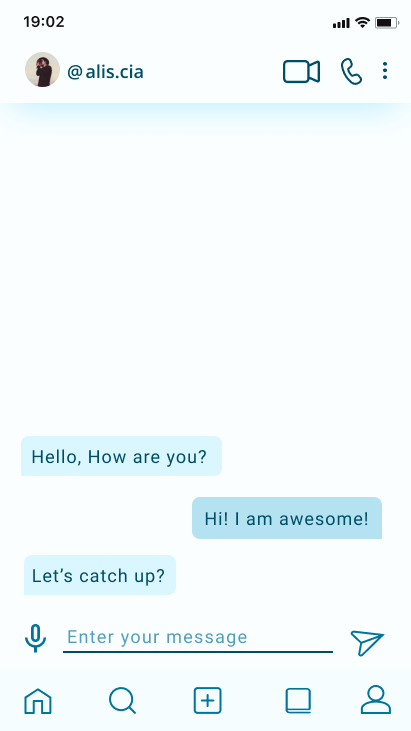 19:02
@alis.cia
Hello, How are you?
Hi! I am awesome!
Let’s catch up?
Enter your message